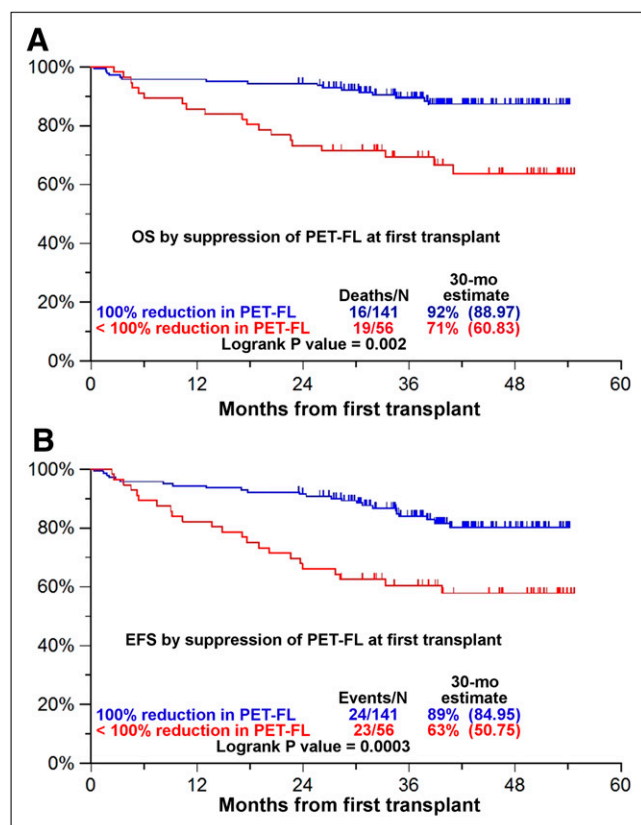 A
100%
80%
60%
40%
20%
0%
OS by suppression of PET-FL at first transplant
Deaths/N 30-mo estimate
100% reduction in PET-FL 16/141 92% (88.97)
< 100% reduction in PET-FL 19/56 71% (60.83)
Logrank P value = 0.002
0 12 24 36 48 60
Months from first transplant
B
100%
80%
60%
40%
20%
0%
EFS by suppression of PET-FL at first transplant
Events/N 30-mo estimate
100% reduction in PET-FL 24/141 89% (84.95)
< 100% reduction in PET-FL 23/56 63% (50.75)
Logrank P value = 0.0003
0 12 24 36 48 60
Months from first transplant